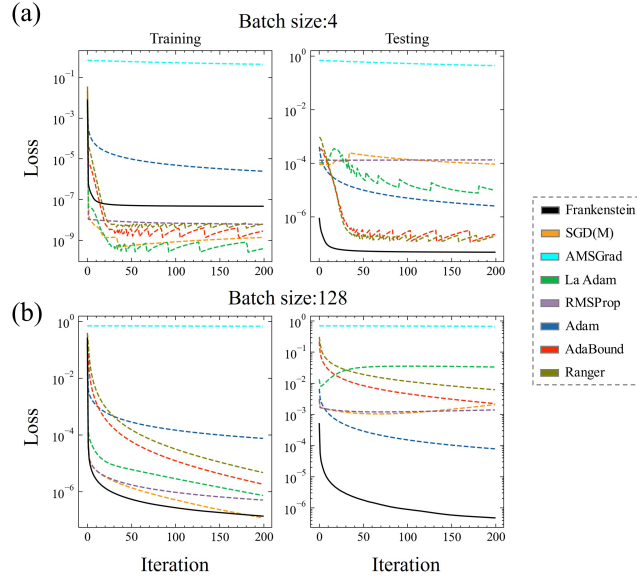 (a)
Batch size:4
Training
Testing
Loss
10⁻¹
10⁻³
10⁻⁵
10⁻⁷
10⁻⁹
0 50 100 150 200
10⁰
10⁻²
10⁻⁴
10⁻⁶
0 50 100 150 200
(b)
Batch size:128
Loss
10⁰
10⁻²
10⁻⁴
10⁻⁶
0 50 100 150 200
Iteration
10⁰
10⁻¹
10⁻²
10⁻³
10⁻⁴
10⁻⁵
10⁻⁶
0 50 100 150 200
Iteration
Frankenstein
SGD(M)
AMSGrad
La Adam
RMSProp
Adam
AdaBound
Ranger